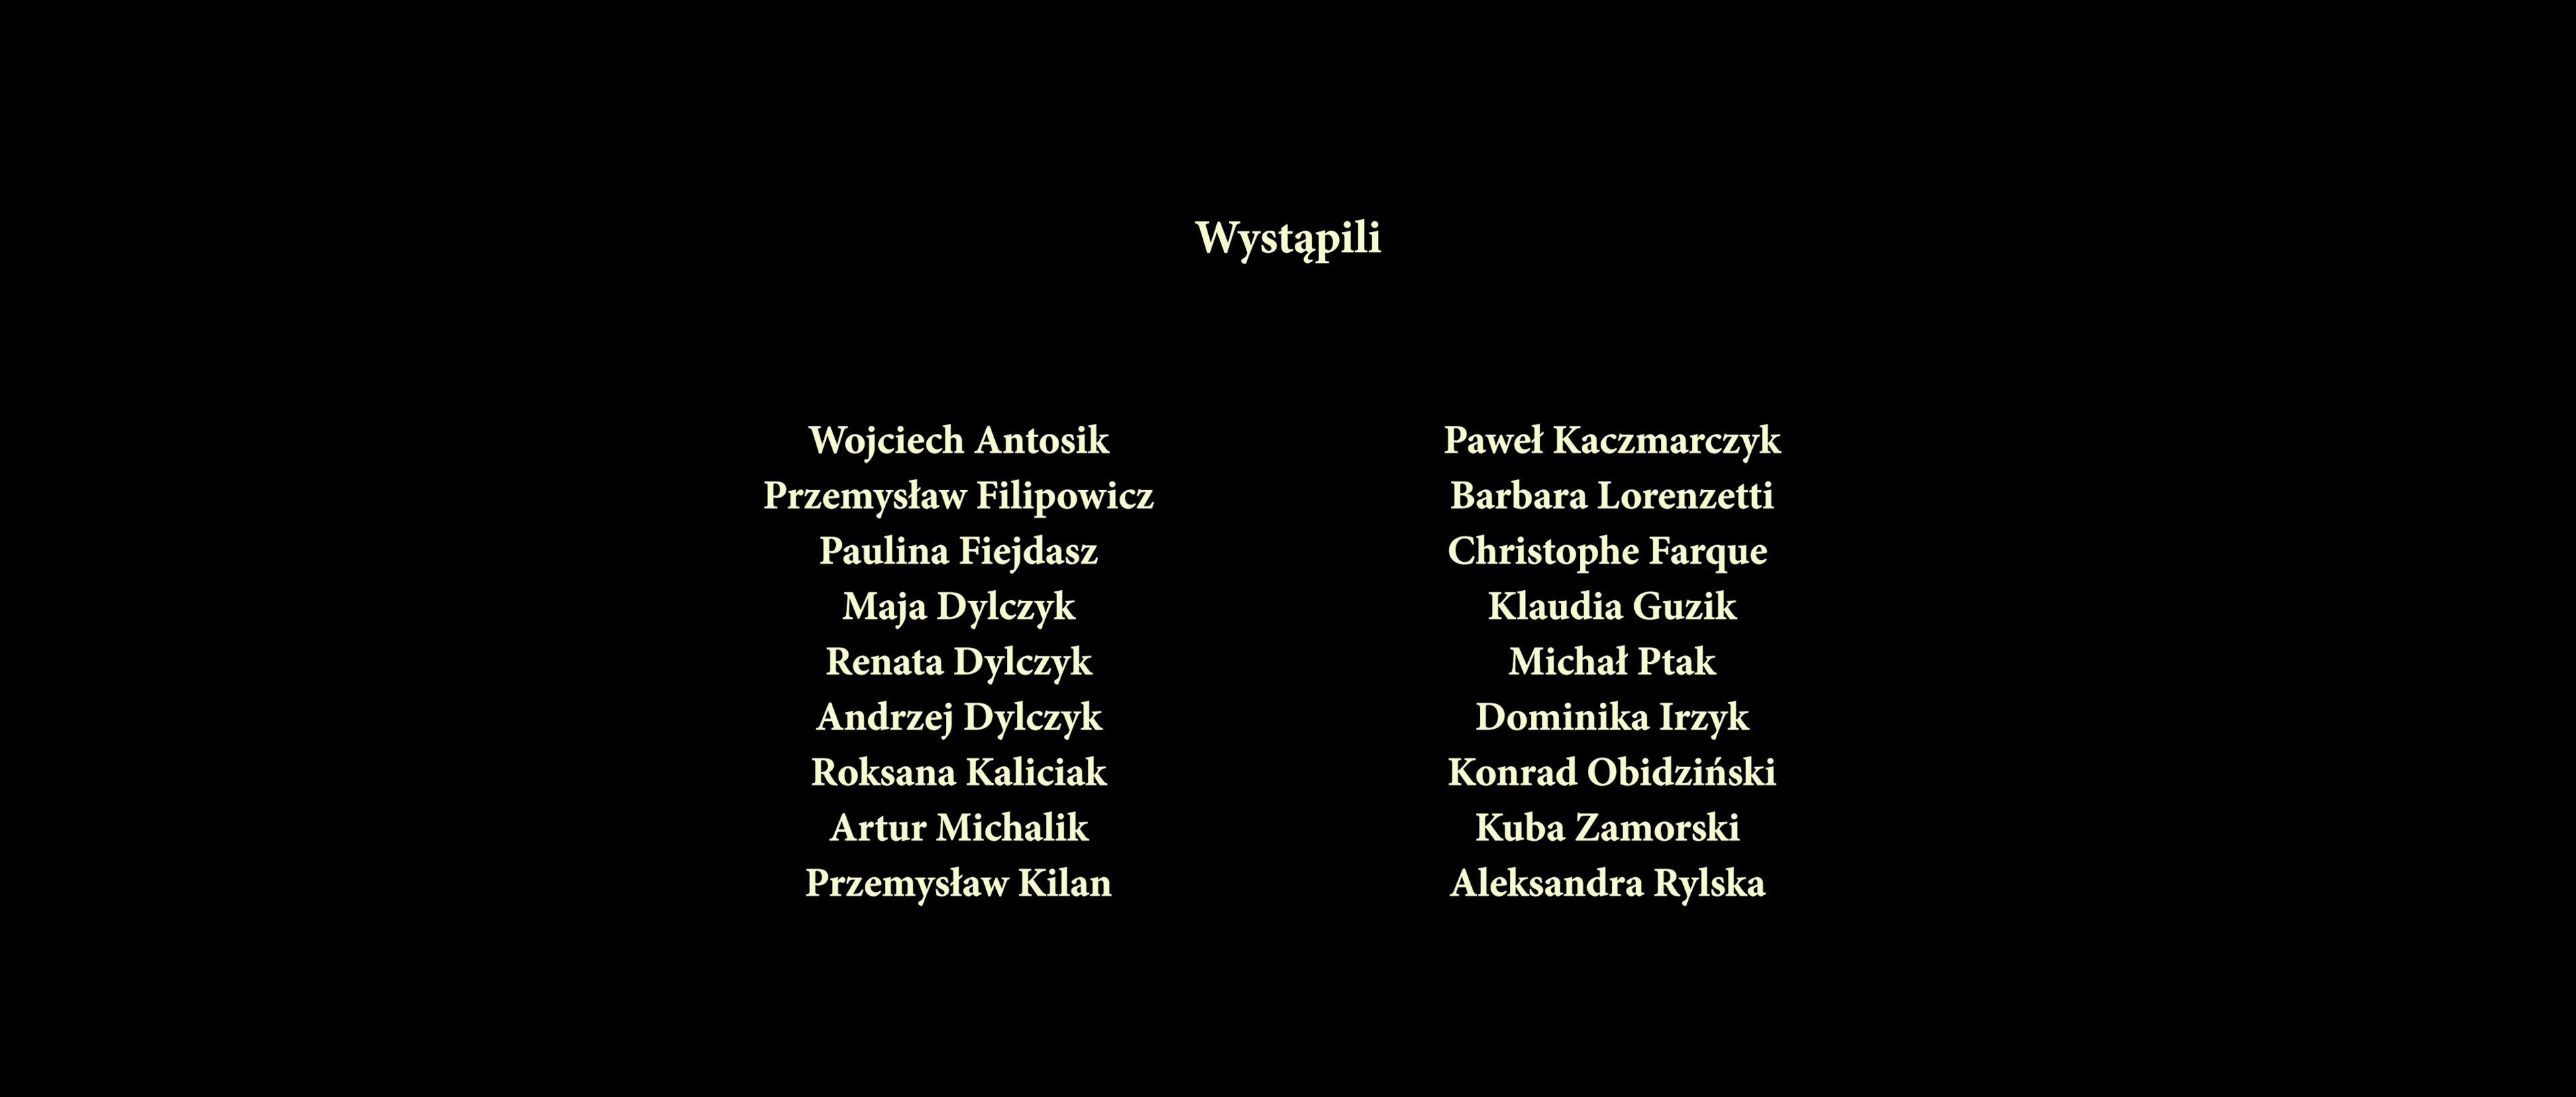 Wystąpili
Wojciech Antosik
Przemysław Filipowicz
Paulina Fiejdasz
Maja Dylczyk
Renata Dylczyk
Andrzej Dylczyk
Roksana Kaliciak
Artur Michalik
Przemysław Kilan
Paweł Kaczmarczyk
Barbara Lorenzetti
Christophe Farque
Klaudia Guzik
Michał Ptak
Dominika Irzyk
Konrad Obidziński
Kuba Zamorski
Aleksandra Rylska